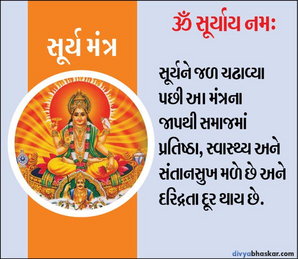 સૂર્ય મંત્ર
ૐ સૂર્યાય નમઃ
સૂર્યને જળ ચઢાવ્યા
પછી આ મંત્રના
જાપથી સમાજમાં
પ્રતિષ્ઠા, સ્વાસ્થ્ય અને
સંતાનસુખ મળે છે અને
દરિદ્રતા દૂર થાય છે.
divyabhaskar.com